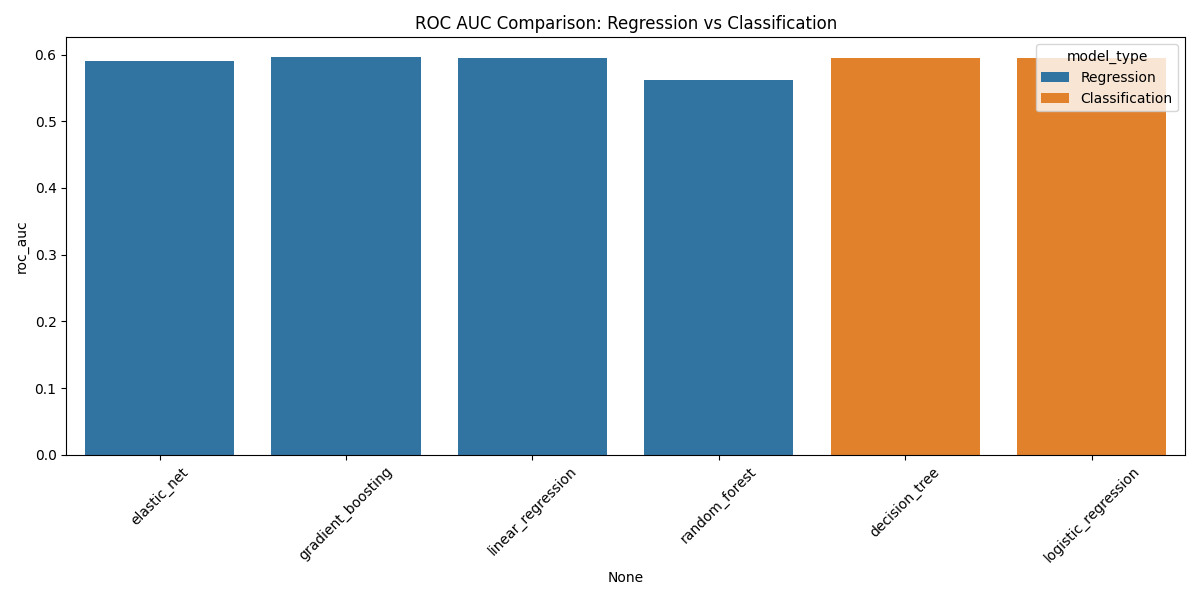 ROC AUC Comparison: Regression vs Classification
model_type
Regression
Classification
roc_auc
0.6
0.5
0.4
0.3
0.2
0.1
0.0
elastic_net
gradient_boosting
linear_regression
random_forest
decision_tree
logistic_regression
None